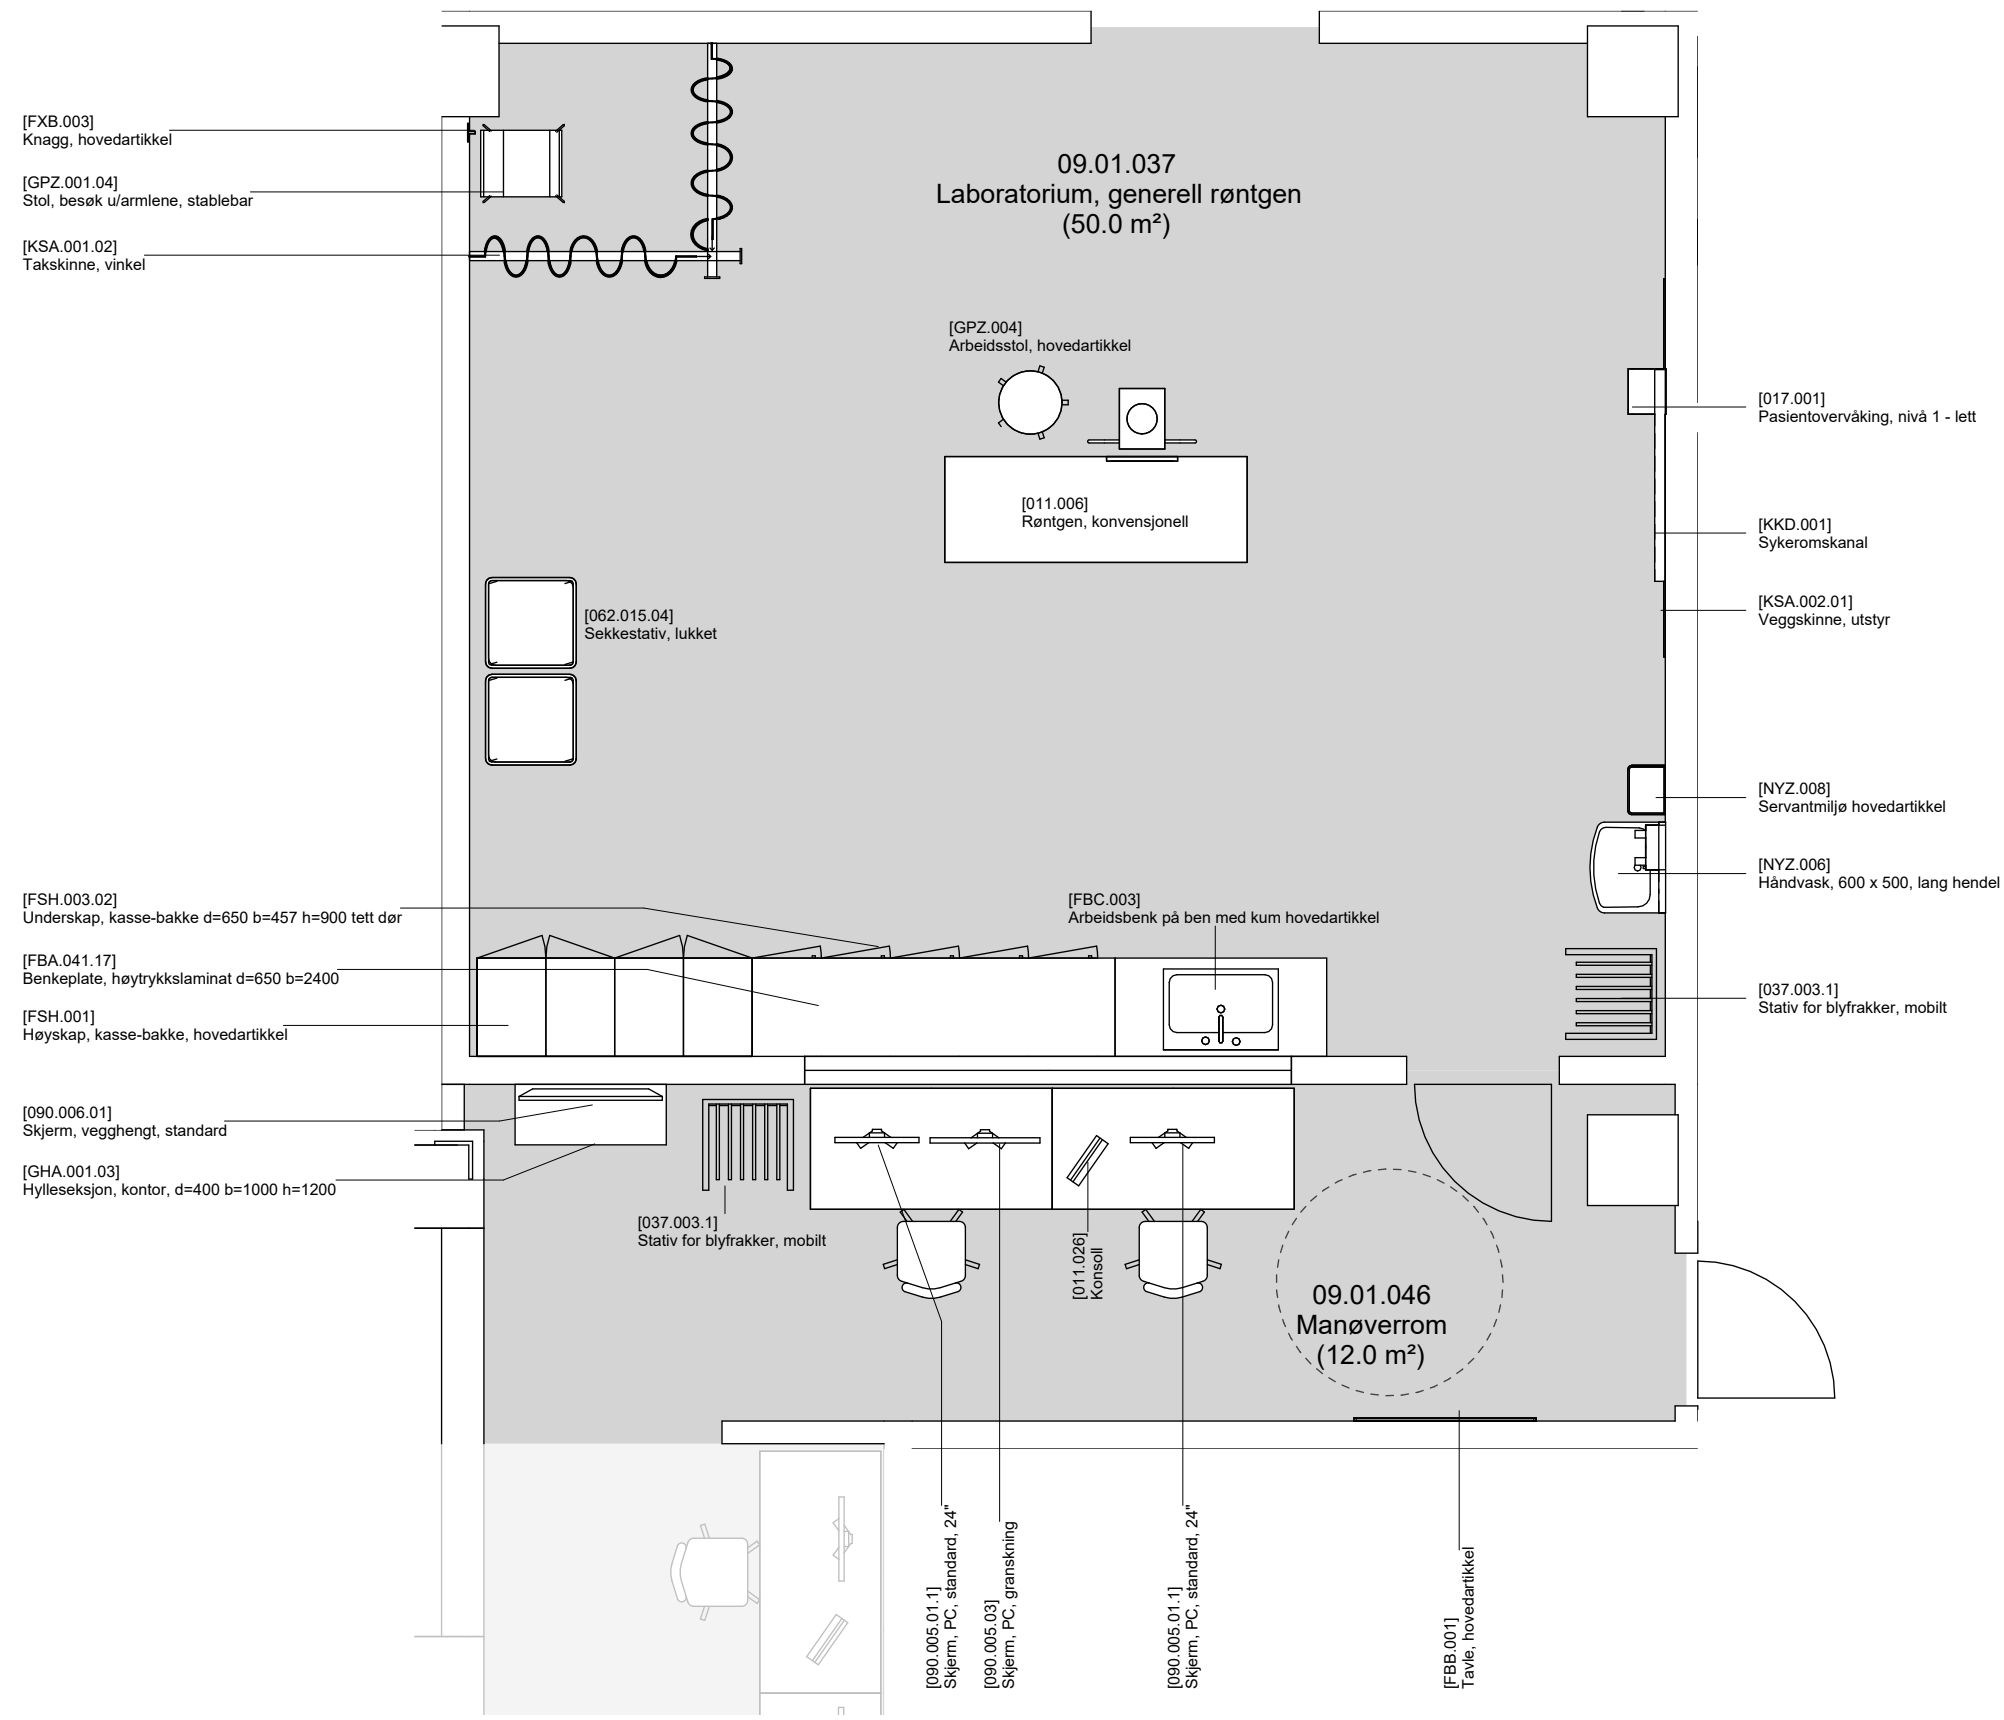 [FXB.003]
Knagg, hovedartikkel
[GPZ.001.04]
Stol, besøk u/armlene, stablebar
[KSA.001.02]
Takskinne, vinkel
09.01.037
Laboratorium, generell røntgen
(50.0 m²)
[GPZ.004]
Arbeidsstol, hovedartikkel
[011.006]
Røntgen, konvensjonell
[017.001]
Pasientovervåking, nivå 1 - lett
[KKD.001]
Sykeromskanal
[KSA.002.01]
Veggskinne, utstyr
[062.015.04]
Sekkestativ, lukket
[NYZ.008]
Servantmiljø hovedartikkel
[NYZ.006]
Håndvask, 600 x 500, lang hendel
[FSH.003.02]
Underskap, kasse-bakke d=650 b=457 h=900 tett dør
[FBC.003]
Arbeidsbenk på ben med kum hovedartikkel
[FBA.041.17]
Benkeplate, høytrykkslaminat d=650 b=2400
[FSH.001]
Høyskap, kasse-bakke, hovedartikkel
[037.003.1]
Stativ for blyfrakker, mobilt
[090.006.01]
Skjerm, vegghengt, standard
[GHA.001.03]
Hylleseksjon, kontor, d=400 b=1000 h=1200
[037.003.1]
Stativ for blyfrakker, mobilt
[011.026]
Konsoll
09.01.046
Manøverrom
(12.0 m²)
[090.005.01.1]
Skjerm, PC, standard, 24"
[090.005.03]
Skjerm, PC, granskning
[090.005.01.1]
Skjerm, PC, standard, 24"
[FBB.001]
Tavle, hovedartikkel